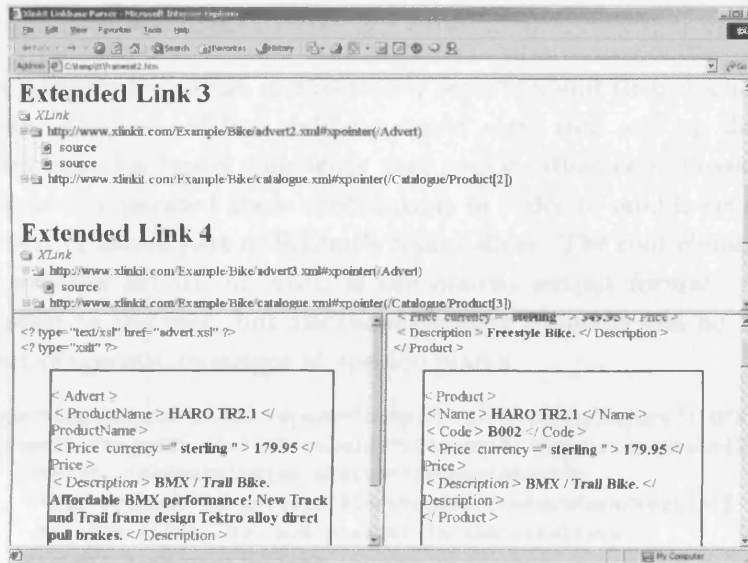 Xlinkit Linkbase Parser - Microsoft Internet Explorer
File Edit View Favorites Tools Help
Search Favorites History
Address C:\temp\tt\frameset2.htm
Extended Link 3
XLink
http://www.xlinkit.com/Example/Bike/advert2.xml#xpointer(/Advert)
source
source
http://www.xlinkit.com/Example/Bike/catalogue.xml#xpointer(/Catalogue/Product[2])
Extended Link 4
XLink
http://www.xlinkit.com/Example/Bike/advert3.xml#xpointer(/Advert)
source
http://www.xlinkit.com/Example/Bike/catalogue.xml#xpointer(/Catalogue/Product[3])
<? type="text/xsl" href="advert.xsl" ?>
<? type="xslt" ?>
< Advert >
< ProductName > HARO TR2.1 </
ProductName >
< Price currency =" sterling " > 179.95 </
Price >
< Description > BMX / Trail Bike.
Affordable BMX performance! New Track
and Trail frame design Tektro alloy direct
pull brakes. </ Description >
< Price currency =" sterling " > 349.95 </ Price >
< Description > Freestyle Bike. </ Description >
</ Product >
< Product >
< Name > HARO TR2.1 </ Name >
< Code > B002 </ Code >
< Price currency =" sterling " > 179.95 </
Price >
< Description > BMX / Trail Bike. </
Description >
</ Product >
My Computer